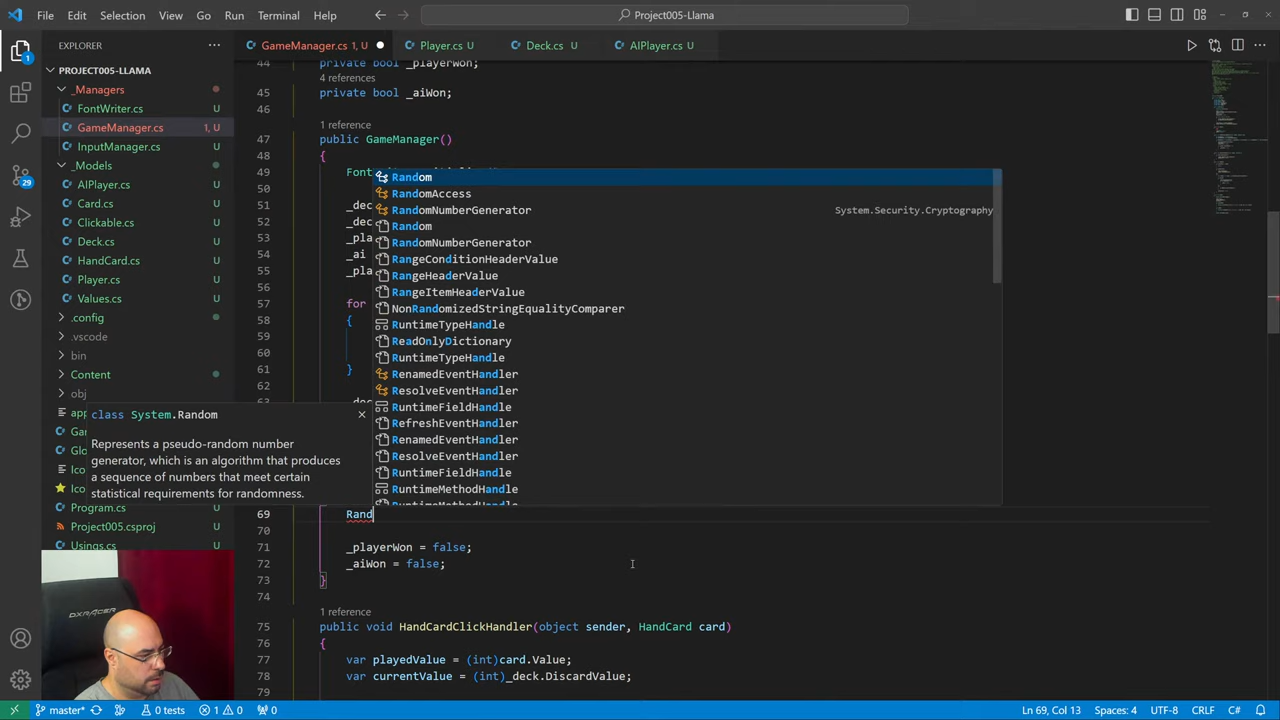 File Edit Selection View Go Run Terminal Help
Project005-Llama
EXPLORER
GameManager.cs 1, U
Player.cs U
Deck.cs U
AIPlayer.cs U
PROJECT005-LLAMA
_Managers
FontWriter.cs U
GameManager.cs 1, U
InputManager.cs U
_Models
AIPlayer.cs U
Card.cs U
Clickable.cs U
Deck.cs U
HandCard.cs U
Player.cs U
Values.cs U
.config
.vscode
bin
Content
obj
Program.cs U
Project005.csproj U
Usings.cs U
44 private bool _playerWon;
4 references
45 private bool _aiWon;
46
1 reference
47 public GameManager()
48 {
49 Font
50
51 _dec
52 _dec
53 _pla
54 _ai
55 _pla
56
57 for
58 {
59
60
61 }
62
63
Random
RandomAccess
RandomNumberGenerator System.Security.Cryptography
Random
RandomNumberGenerator
RangeConditionHeaderValue
RangeHeaderValue
RangeItemHeaderValue
NonRandomizedStringEqualityComparer
RuntimeTypeHandle
ReadOnlyDictionary
RuntimeTypeHandle
RenamedEventHandler
ResolveEventHandler
RuntimeFieldHandle
RefreshEventHandler
RenamedEventHandler
ResolveEventHandler
RuntimeFieldHandle
RuntimeMethodHandle
RuntimeMethodHandle
class System.Random
Represents a pseudo-random number
generator, which is an algorithm that produces
a sequence of numbers that meet certain
statistical requirements for randomness.
69 Rand
70
71 _playerWon = false;
72 _aiWon = false;
73 }
74
1 reference
75 public void HandCardClickHandler(object sender, HandCard card)
76 {
77 var playedValue = (int)card.Value;
78 var currentValue = (int)_deck.DiscardValue;
79
DXRACER
master* 0 tests 1 0 0
Ln 69, Col 13 Spaces: 4 UTF-8 CRLF C#